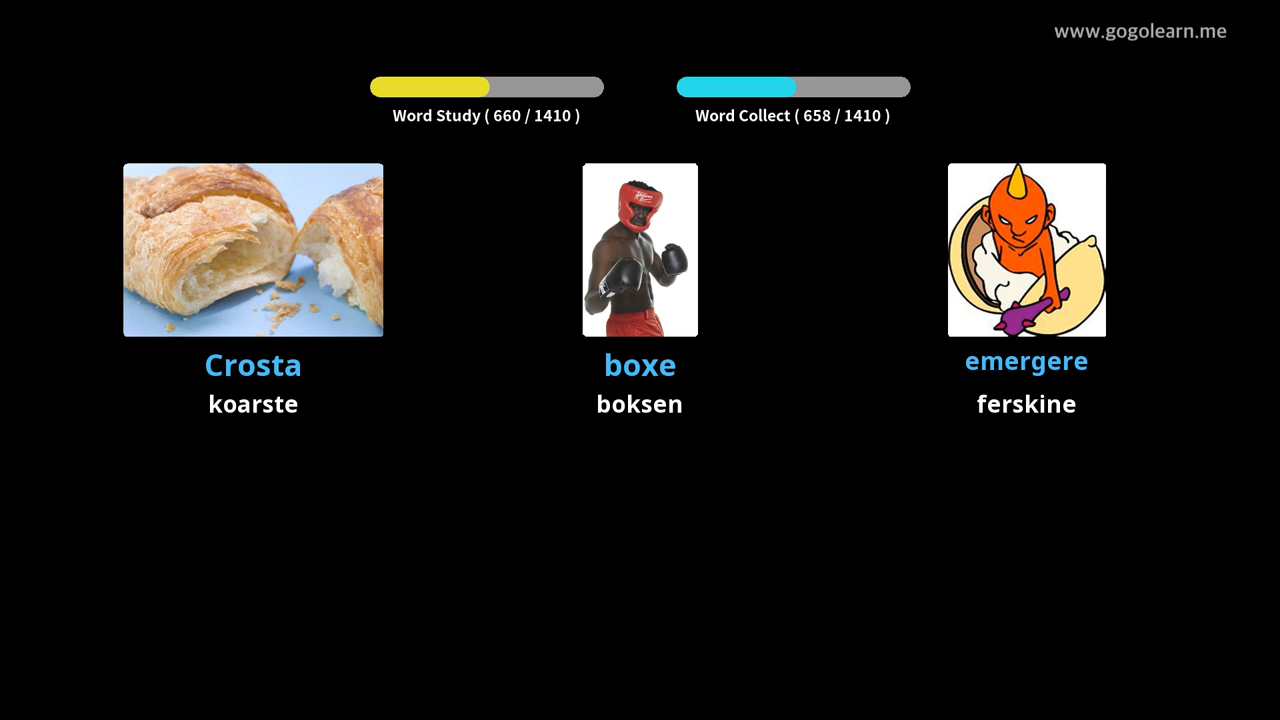 www.gogolearn.me
Word Study ( 660 / 1410 )
Word Collect ( 658 / 1410 )
Crosta
koarste
boxe
boksen
emergere
ferskine